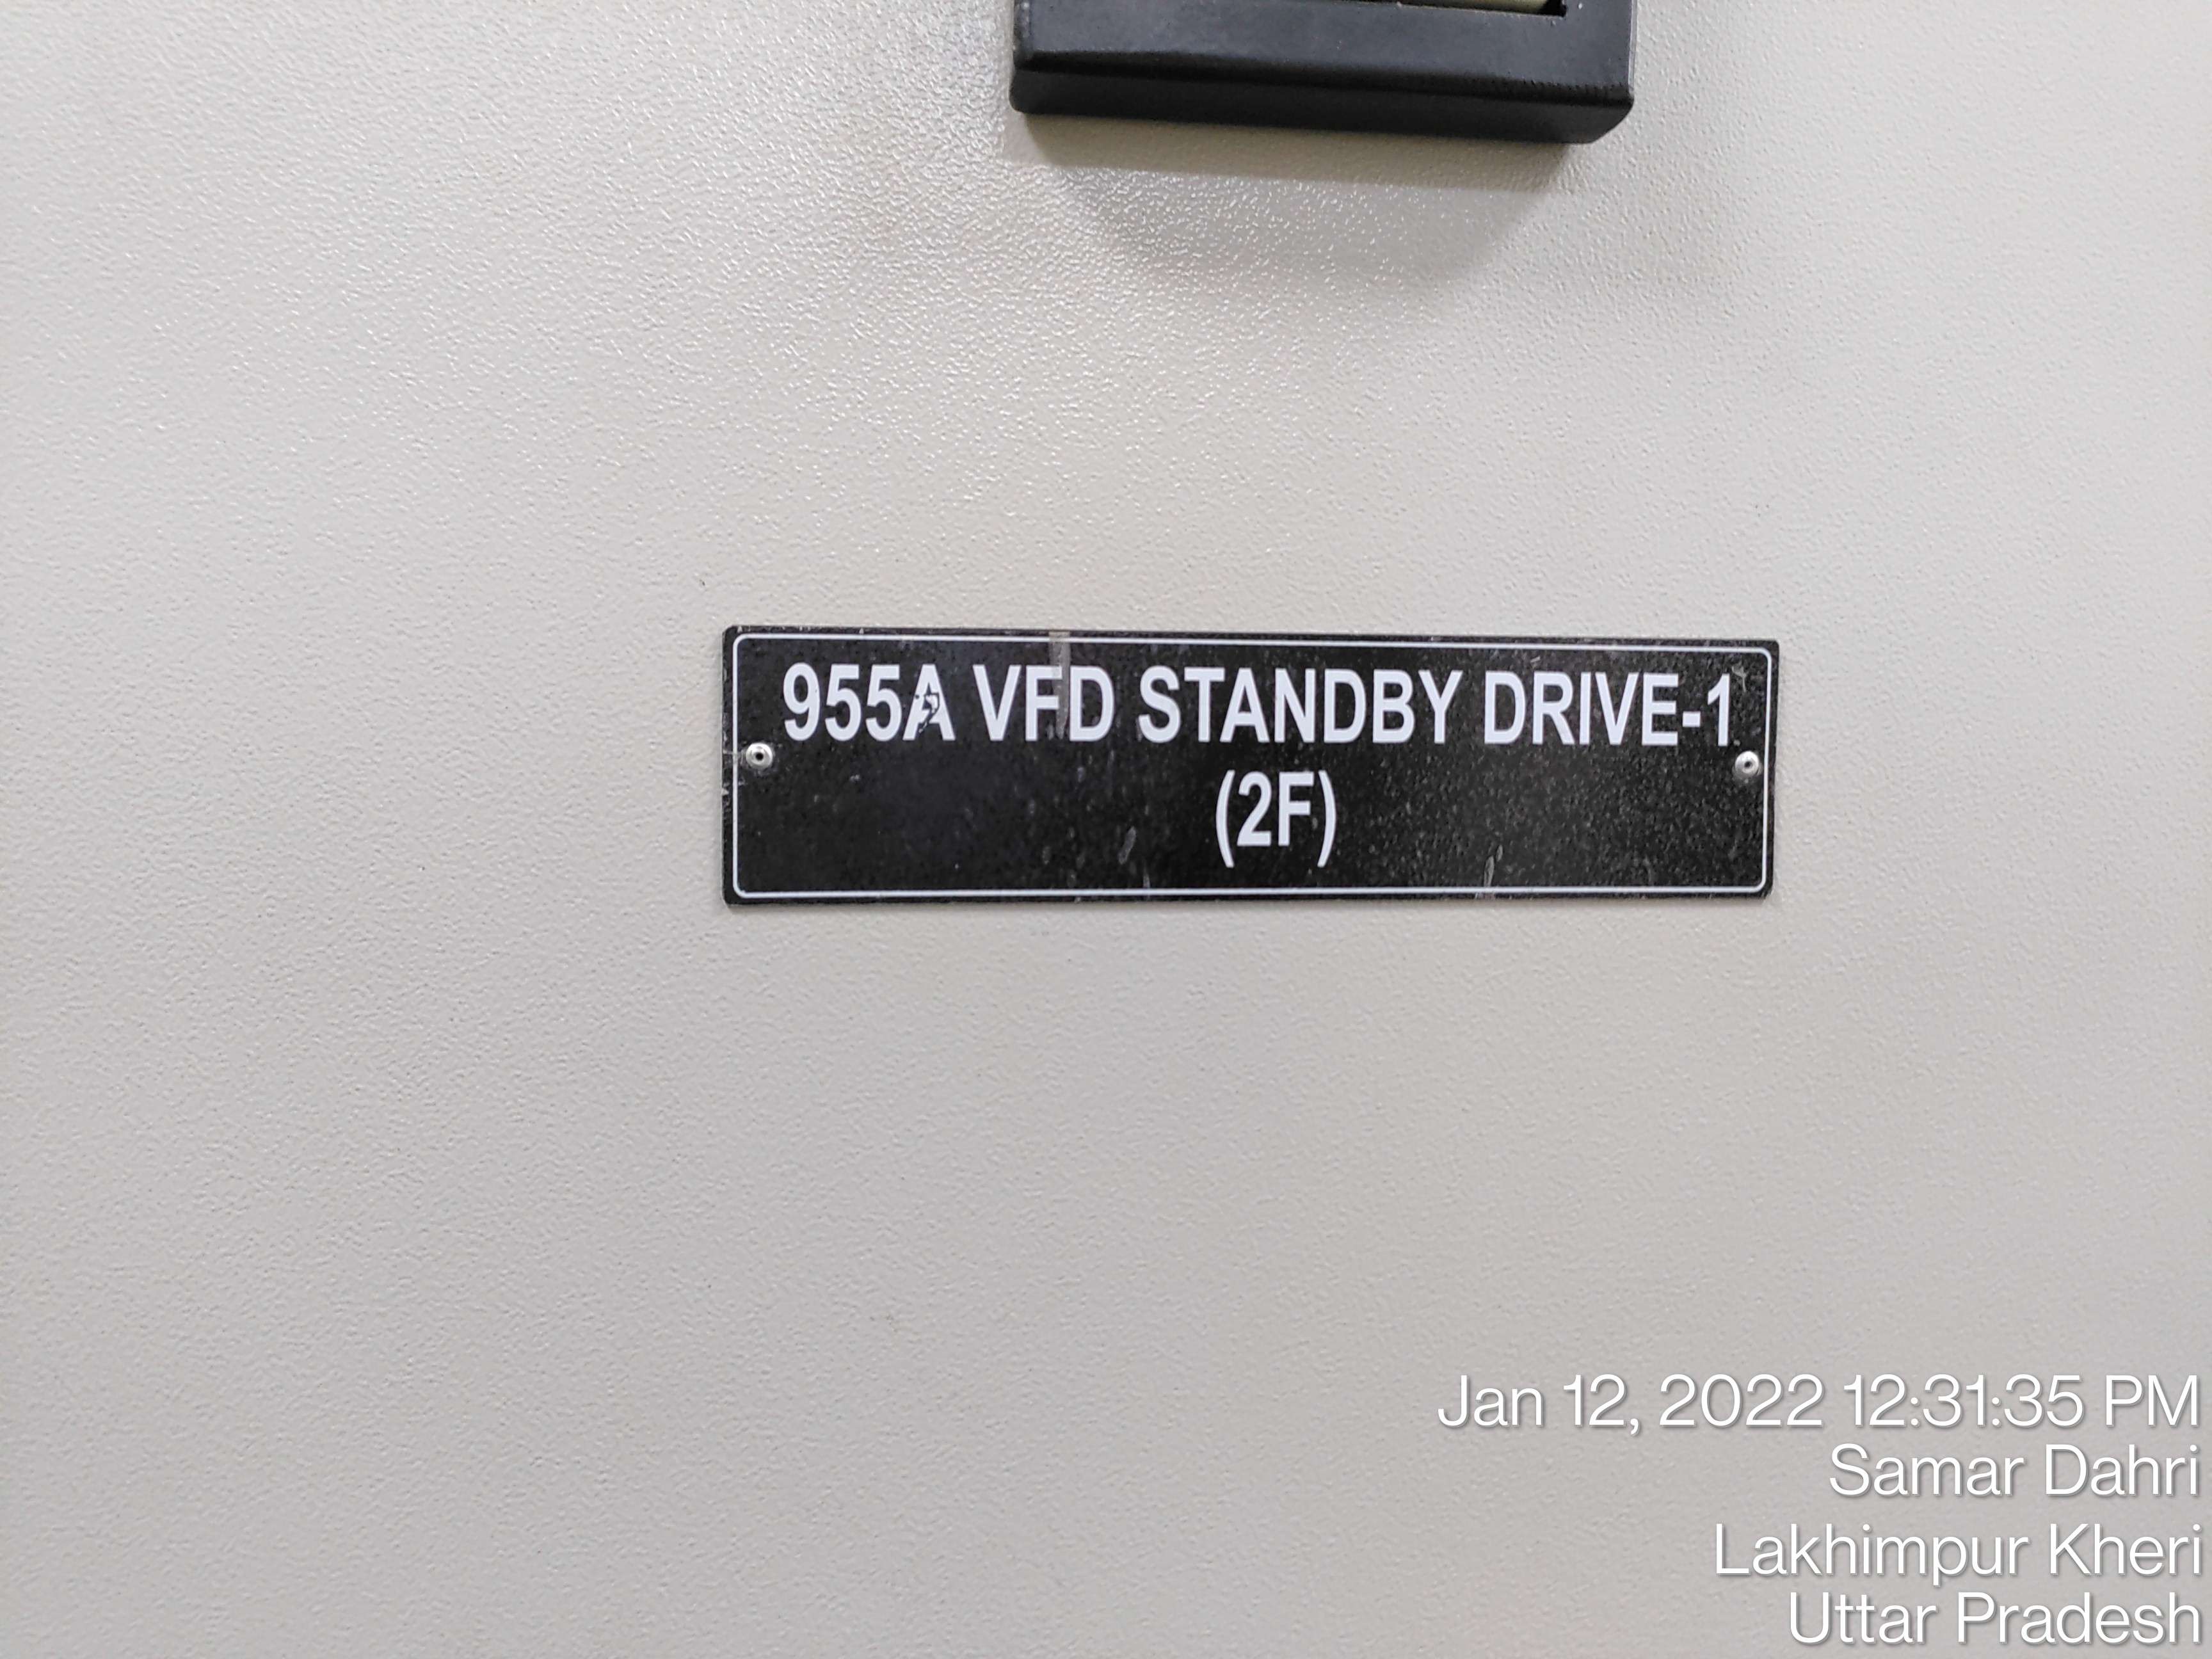 955A VFD STANDBY DRIVE-1
(2F)
Jan 12, 2022 12:31:35 PM
Samar Dahri
Lakhimpur Kheri
Uttar Pradesh